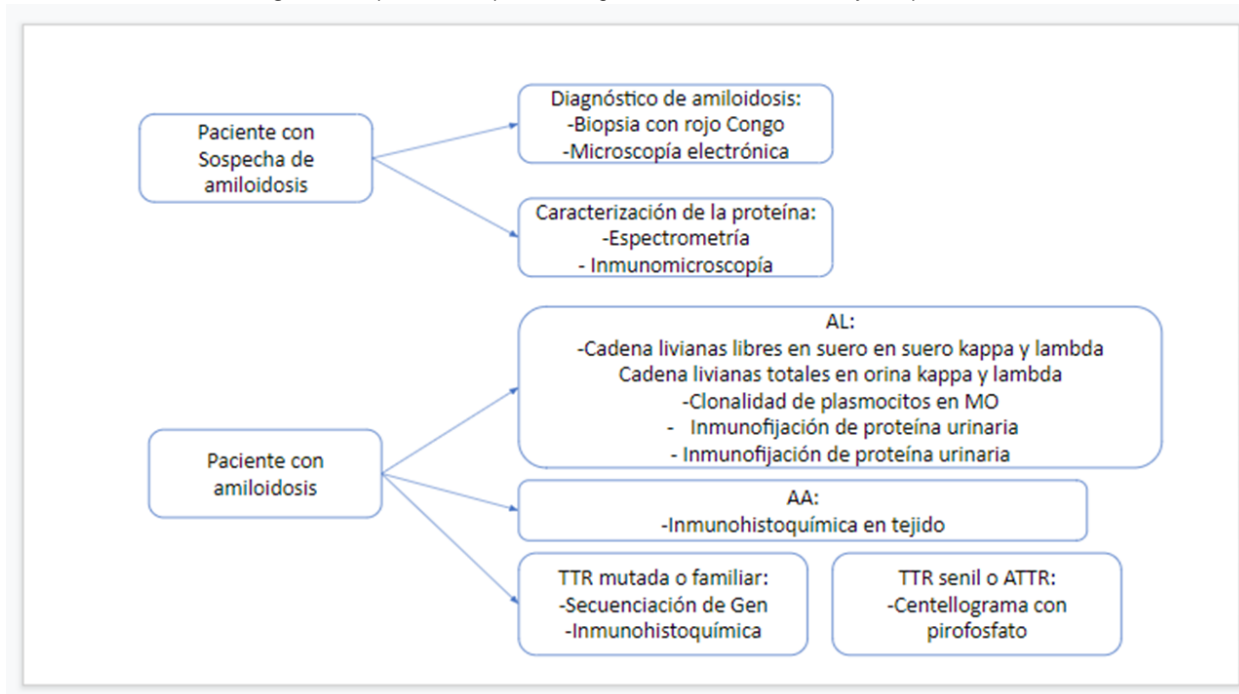 Paciente con
Sospecha de
amiloidosis
Diagnóstico de amiloidosis:
-Biopsia con rojo Congo
-Microscopía electrónica
Caracterización de la proteína:
-Espectrometría
- Inmunomicroscopía
Paciente con
amiloidosis
AL:
-Cadena livianas libres en suero en suero kappa y lambda
Cadena livianas totales en orina kappa y lambda
-Clonalidad de plasmocitos en MO
- Inmunofijación de proteína urinaria
- Inmunofijación de proteína urinaria
AA:
-Inmunohistoquímica en tejido
TTR mutada o familiar:
-Secuenciación de Gen
-Inmunohistoquímica
TTR senil o ATTR:
-Centellograma con
pirofosfato